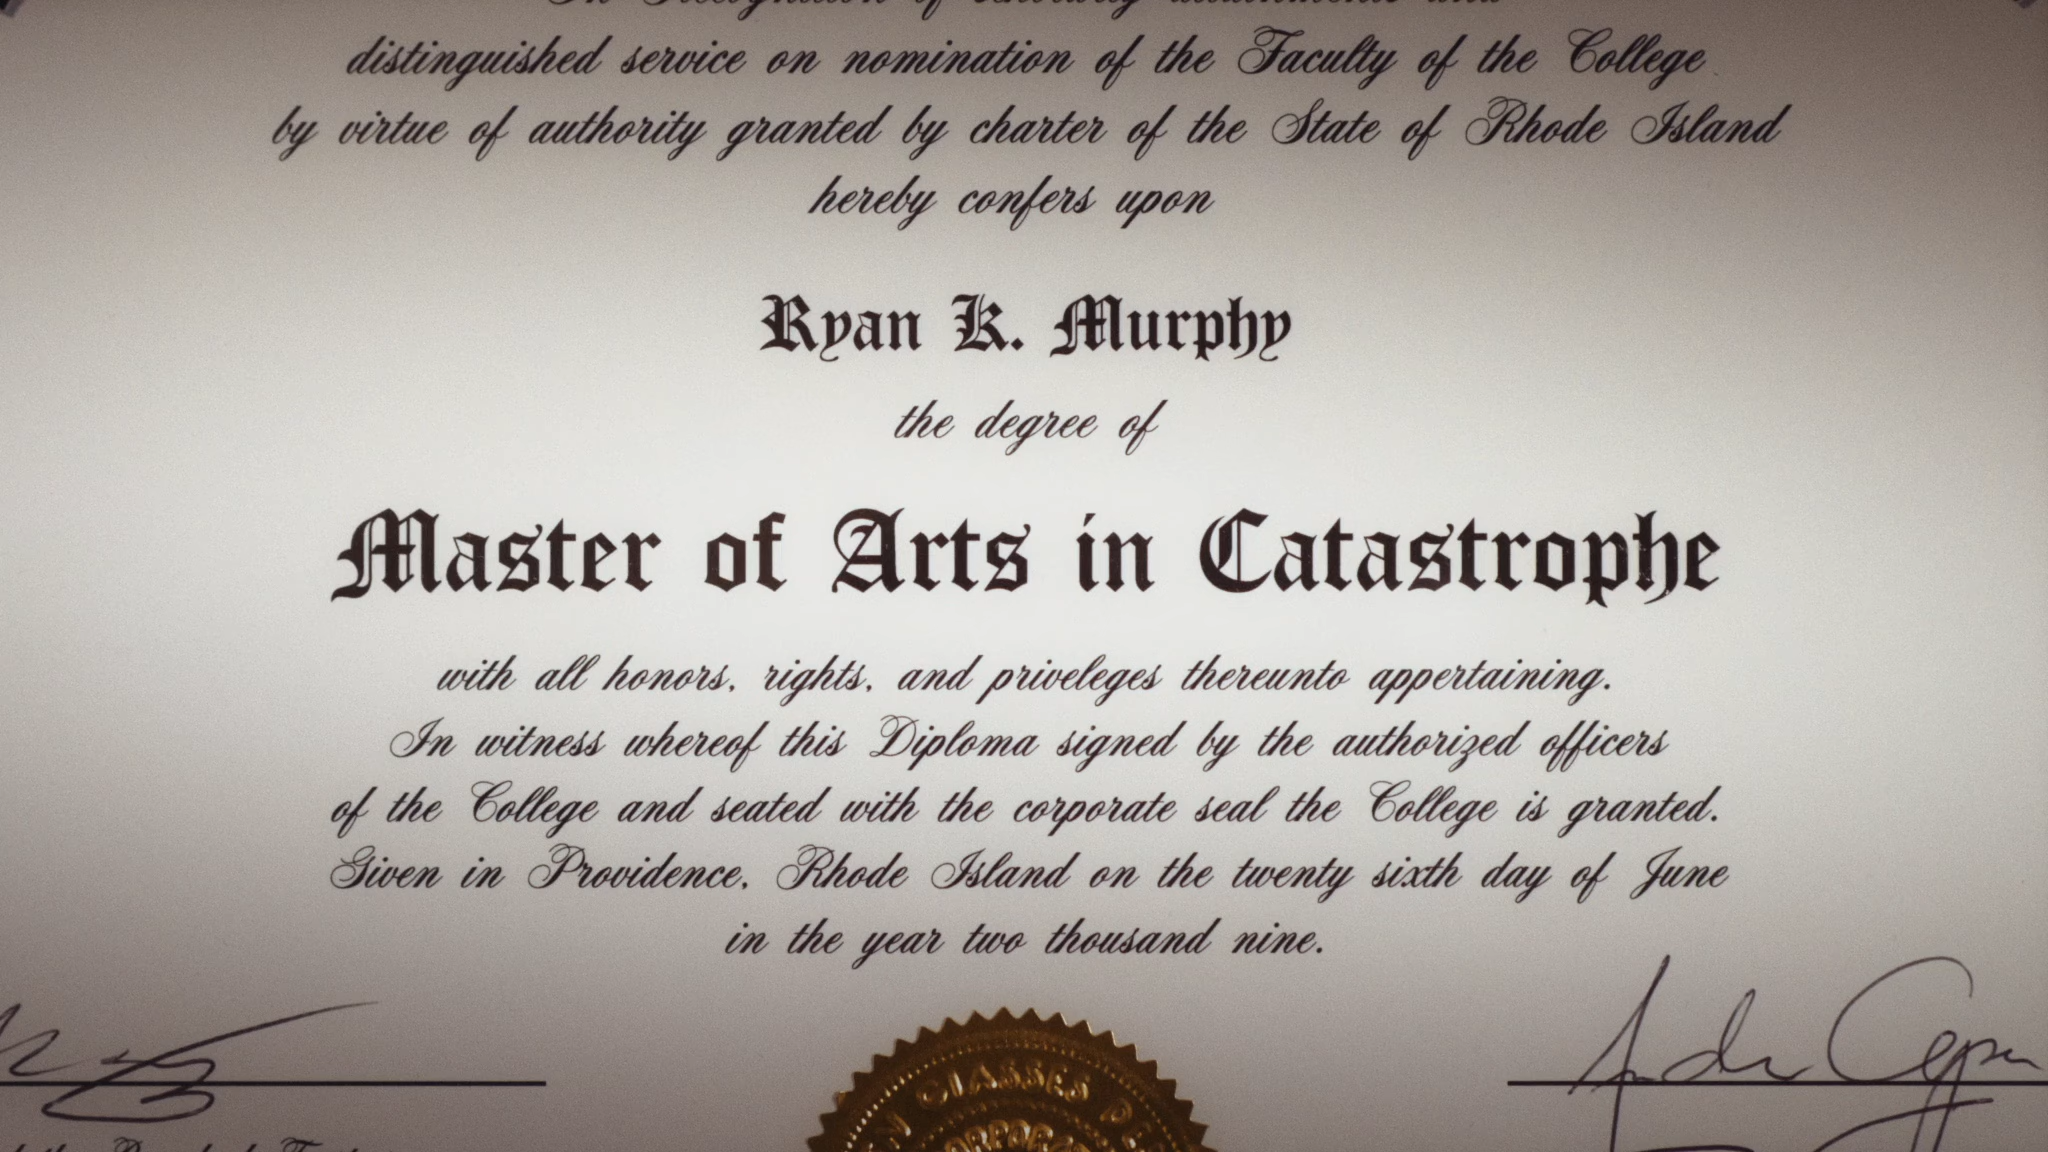 distinguished service on nomination of the Faculty of the College
by virtue of authority granted by charter of the State of Rhode Island
hereby confers upon
Ryan K. Murphy
the degree of
Master of Arts in Catastrophe
with all honors, rights, and priveleges thereunto appertaining.
In witness whereof this Diploma signed by the authorized officers
of the College and seated with the corporate seal the College is granted.
Given in Providence, Rhode Island on the twenty sixth day of June
in the year two thousand nine.
CLASSES